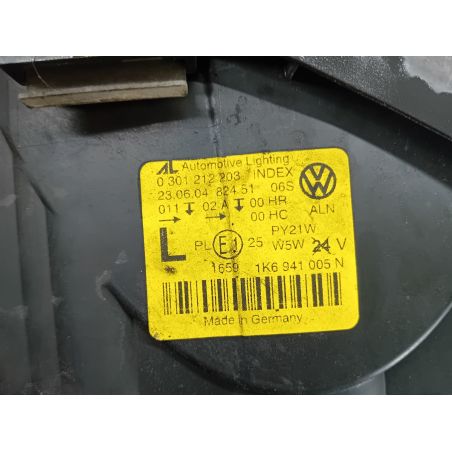 AL Automotive Lighting
0 301 212 203 INDEX
23.06.04 824 51 06S
011 02 A 00 HR
00 HC ALN
PY21W
L PL E1 25 W5W 24 V
1659 1K6 941 005 N
Made in Germany